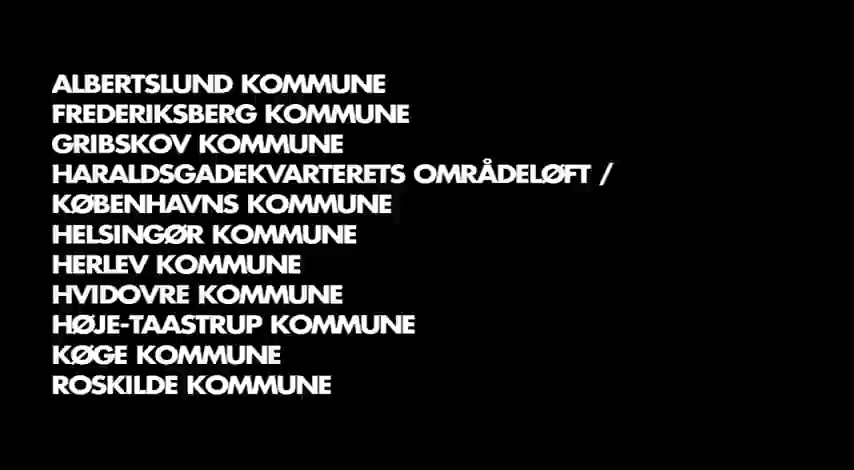 ALBERTSLUND KOMMUNE
FREDERIKSBERG KOMMUNE
GRIBSKOV KOMMUNE
HARALDSGADEKVARTERETS OMRÅDELØFT /
KØBENHAVNS KOMMUNE
HELSINGØR KOMMUNE
HERLEV KOMMUNE
HVIDOVRE KOMMUNE
HØJE-TAASTRUP KOMMUNE
KØGE KOMMUNE
ROSKILDE KOMMUNE